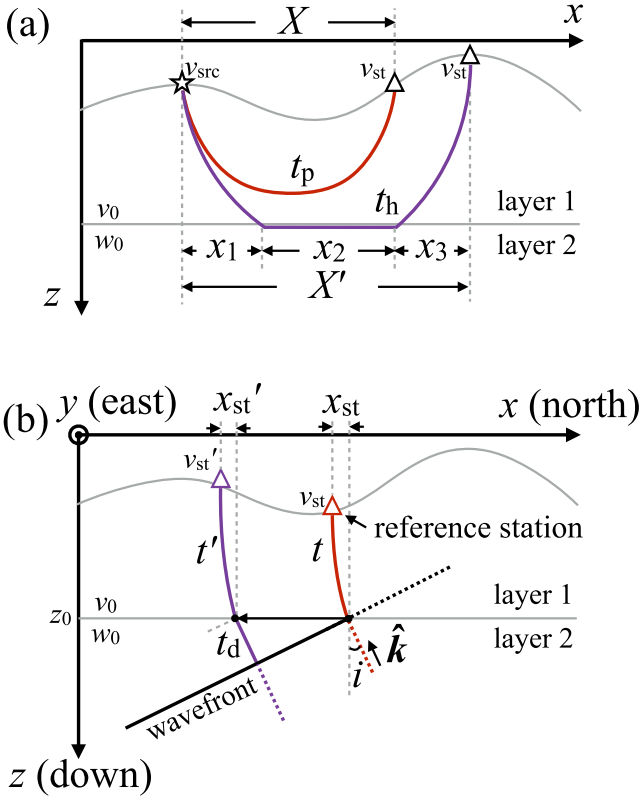 (a)
X
x
v_src
v_st
v_st
t_p
t_h
v_0
layer 1
w_0
layer 2
x_1
x_2
x_3
X'
z
(b)
y (east)
x_st'
x_st
x (north)
v_st'
v_st
reference station
t'
t
z_0
v_0
layer 1
w_0
layer 2
t_d
k̂
i
wavefront
z (down)